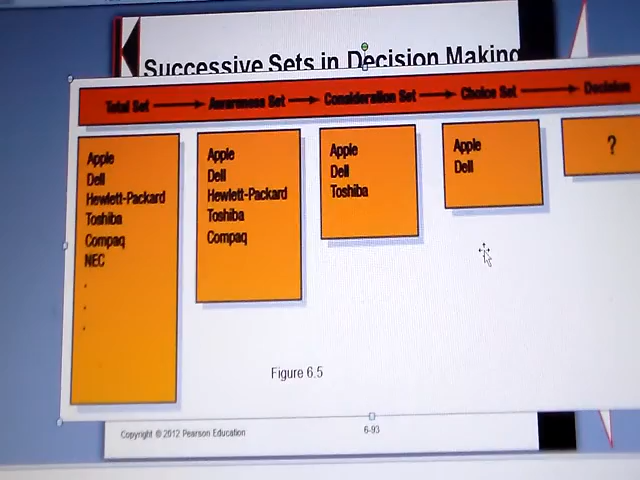 Successive Sets in Decision Making
Total Set Awareness Set Consideration Set Choice Set Decision
Apple
Dell
Hewlett-Packard
Toshiba
Compaq
NEC
.
.
.
Apple
Dell
Hewlett-Packard
Toshiba
Compaq
Apple
Dell
Toshiba
Apple
Dell
?
Figure 6.5
Copyright © 2012 Pearson Education 6-93